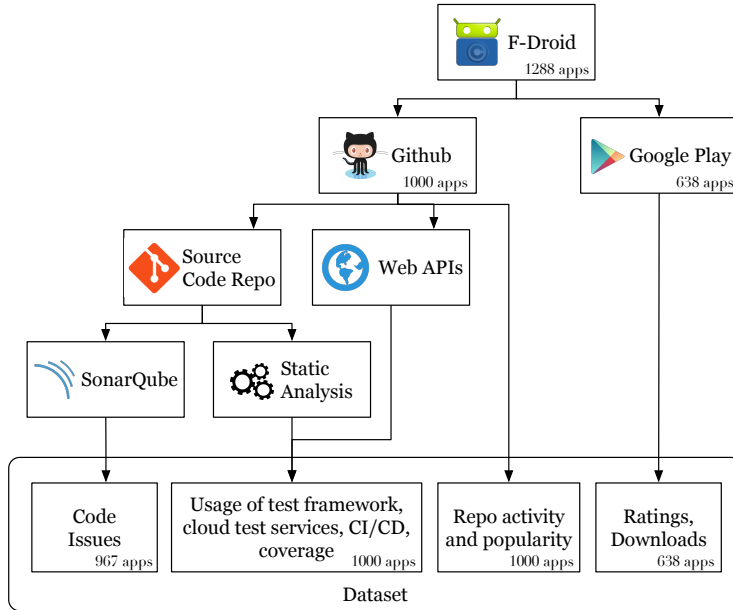 F-Droid
1288 apps
Github
1000 apps
Google Play
638 apps
Source
Code Repo
Web APIs
SonarQube
Static
Analysis
Code
Issues
967 apps
Usage of test framework,
cloud test services, CI/CD,
coverage
1000 apps
Repo activity
and popularity
1000 apps
Ratings,
Downloads
638 apps
Dataset